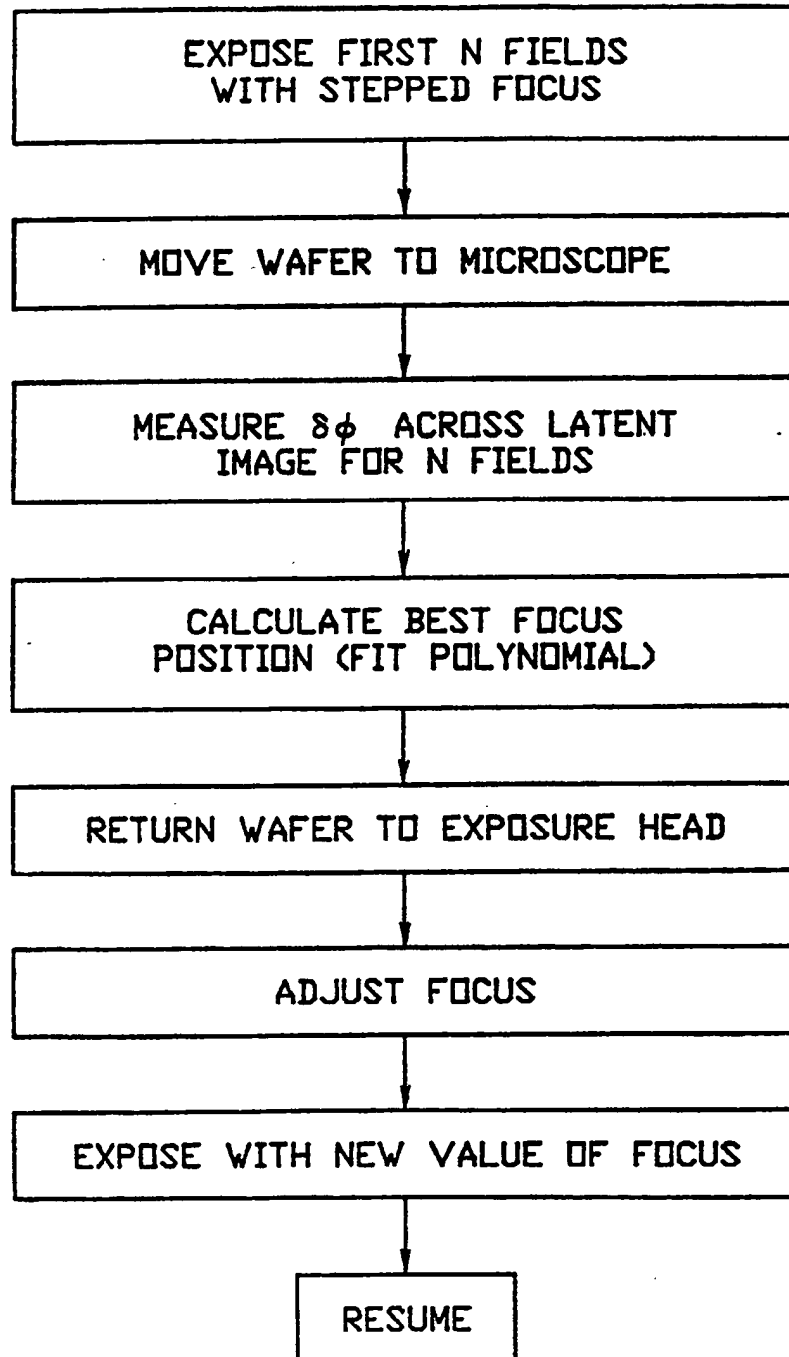 EXPOSE FIRST N FIELDS
WITH STEPPED FOCUS
MOVE WAFER TO MICROSCOPE
MEASURE δϕ ACROSS LATENT
IMAGE FOR N FIELDS
CALCULATE BEST FOCUS
POSITION (FIT POLYNOMIAL)
RETURN WAFER TO EXPOSURE HEAD
ADJUST FOCUS
EXPOSE WITH NEW VALUE OF FOCUS
RESUME